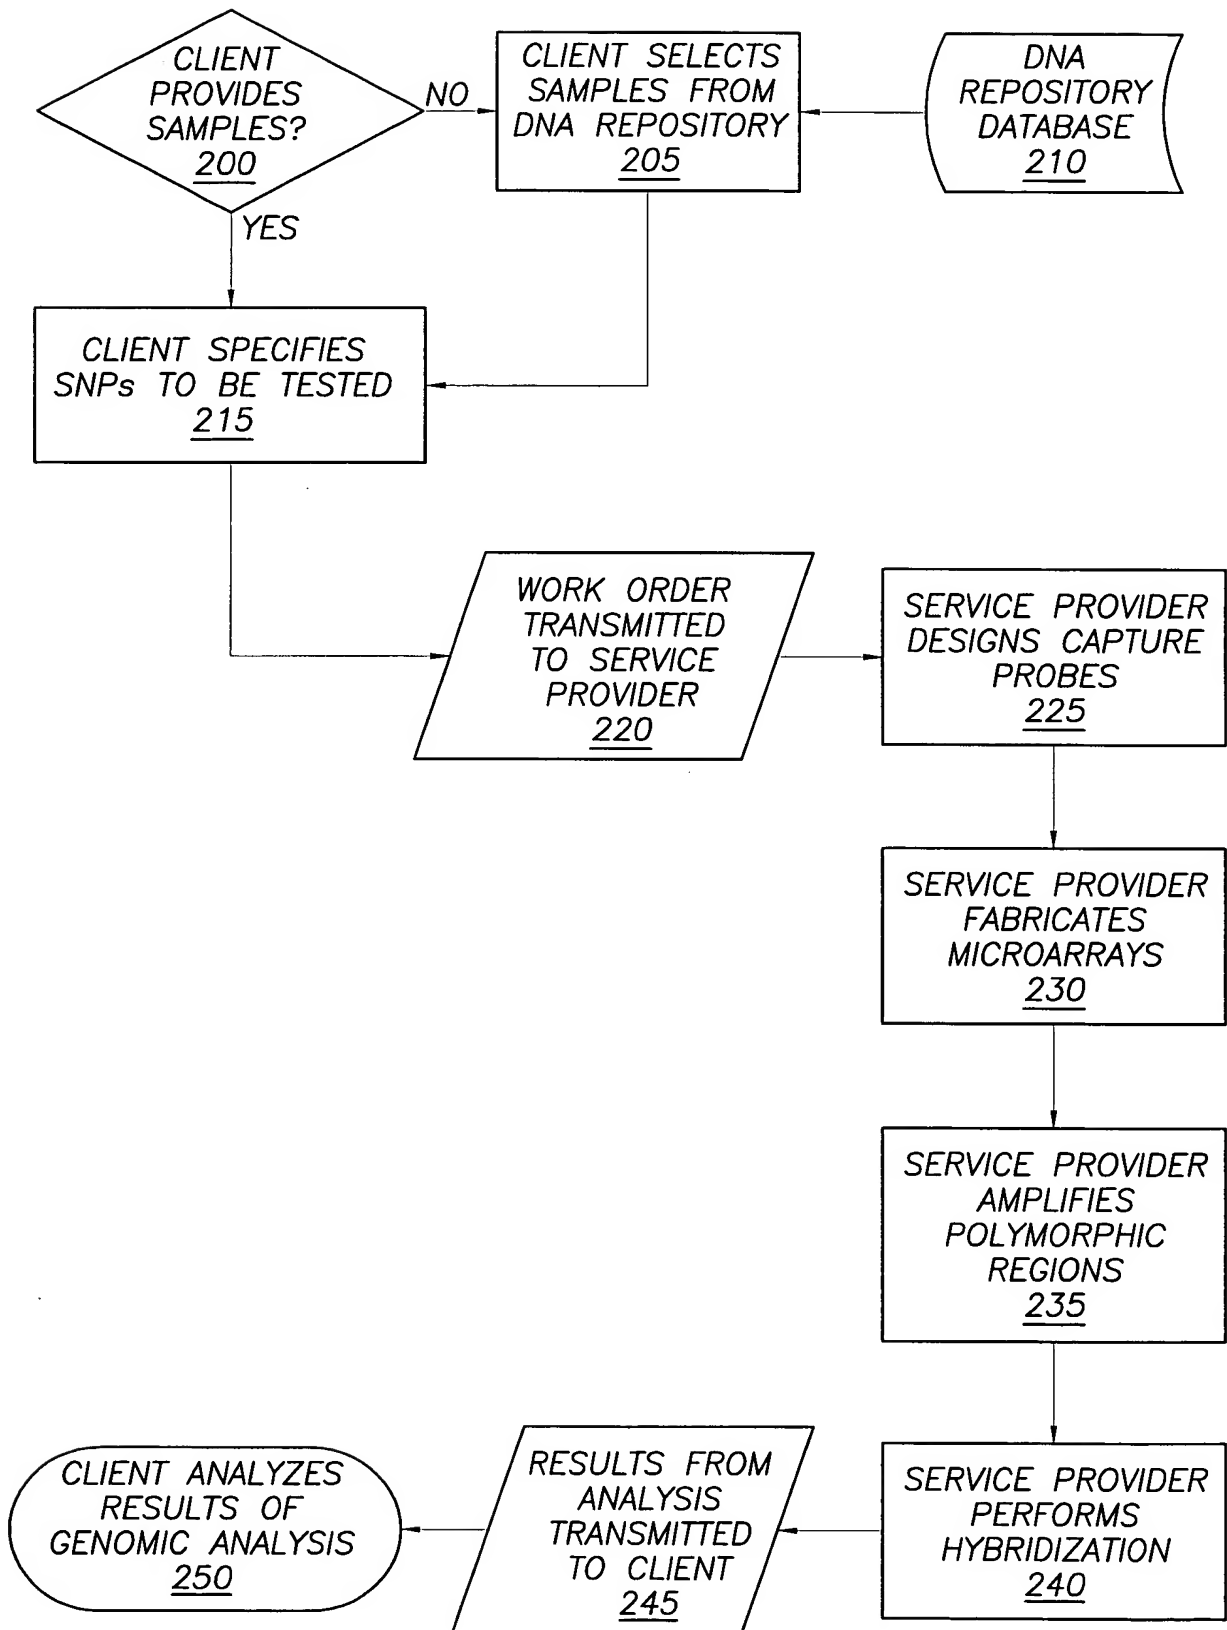 CLIENT
PROVIDES
SAMPLES?
200
NO
YES
CLIENT SELECTS
SAMPLES FROM
DNA REPOSITORY
205
DNA
REPOSITORY
DATABASE
210
CLIENT SPECIFIES
SNPs TO BE TESTED
215
WORK ORDER
TRANSMITTED
TO SERVICE
PROVIDER
220
SERVICE PROVIDER
DESIGNS CAPTURE
PROBES
225
SERVICE PROVIDER
FABRICATES
MICROARRAYS
230
SERVICE PROVIDER
AMPLIFIES
POLYMORPHIC
REGIONS
235
SERVICE PROVIDER
PERFORMS
HYBRIDIZATION
240
RESULTS FROM
ANALYSIS
TRANSMITTED
TO CLIENT
245
CLIENT ANALYZES
RESULTS OF
GENOMIC ANALYSIS
250